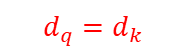 d_q = d_k